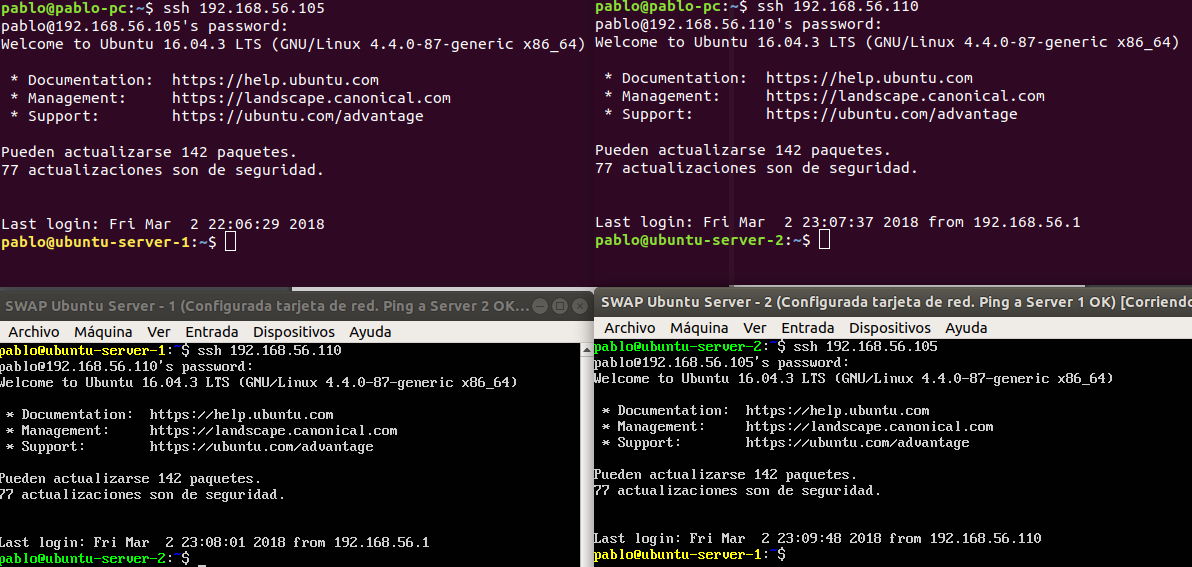 pablo@pablo-pc:~$ ssh 192.168.56.105
pablo@192.168.56.105's password:
Welcome to Ubuntu 16.04.3 LTS (GNU/Linux 4.4.0-87-generic x86_64)
* Documentation:  https://help.ubuntu.com
* Management:     https://landscape.canonical.com
* Support:        https://ubuntu.com/advantage
Pueden actualizarse 142 paquetes.
77 actualizaciones son de seguridad.
Last login: Fri Mar  2 22:06:29 2018
pablo@ubuntu-server-1:~$
pablo@pablo-pc:~$ ssh 192.168.56.110
pablo@192.168.56.110's password:
Welcome to Ubuntu 16.04.3 LTS (GNU/Linux 4.4.0-87-generic x86_64)
* Documentation:  https://help.ubuntu.com
* Management:     https://landscape.canonical.com
* Support:        https://ubuntu.com/advantage
Pueden actualizarse 142 paquetes.
77 actualizaciones son de seguridad.
Last login: Fri Mar  2 23:07:37 2018 from 192.168.56.1
pablo@ubuntu-server-2:~$
SWAP Ubuntu Server - 1 (Configurada tarjeta de red. Ping a Server 2 OK...
Archivo Máquina Ver Entrada Dispositivos Ayuda
pablo@ubuntu-server-1:~$ ssh 192.168.56.110
pablo@192.168.56.110's password:
Welcome to Ubuntu 16.04.3 LTS (GNU/Linux 4.4.0-87-generic x86_64)
* Documentation:  https://help.ubuntu.com
* Management:     https://landscape.canonical.com
* Support:        https://ubuntu.com/advantage
Pueden actualizarse 142 paquetes.
77 actualizaciones son de seguridad.
Last login: Fri Mar  2 23:08:01 2018 from 192.168.56.1
pablo@ubuntu-server-2:~$ _
SWAP Ubuntu Server - 2 (Configurada tarjeta de red. Ping a Server 1 OK) [Corriendo
Archivo Máquina Ver Entrada Dispositivos Ayuda
pablo@ubuntu-server-2:~$ ssh 192.168.56.105
pablo@192.168.56.105's password:
Welcome to Ubuntu 16.04.3 LTS (GNU/Linux 4.4.0-87-generic x86_64)
* Documentation:  https://help.ubuntu.com
* Management:     https://landscape.canonical.com
* Support:        https://ubuntu.com/advantage
Pueden actualizarse 142 paquetes.
77 actualizaciones son de seguridad.
Last login: Fri Mar  2 23:09:48 2018 from 192.168.56.110
pablo@ubuntu-server-1:~$